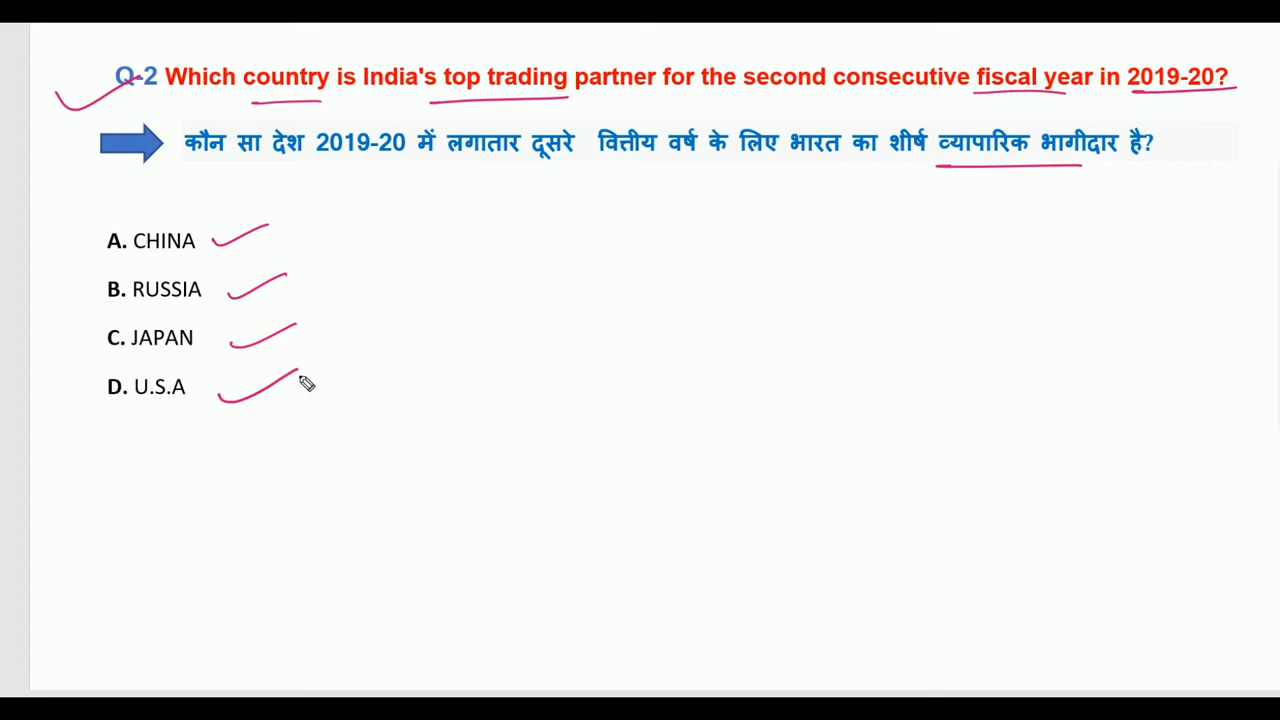 Q-2 Which country is India's top trading partner for the second consecutive fiscal year in 2019-20?
कौन सा देश 2019-20 में लगातार दूसरे वित्तीय वर्ष के लिए भारत का शीर्ष व्यापारिक भागीदार है?
A. CHINA
B. RUSSIA
C. JAPAN
D. U.S.A